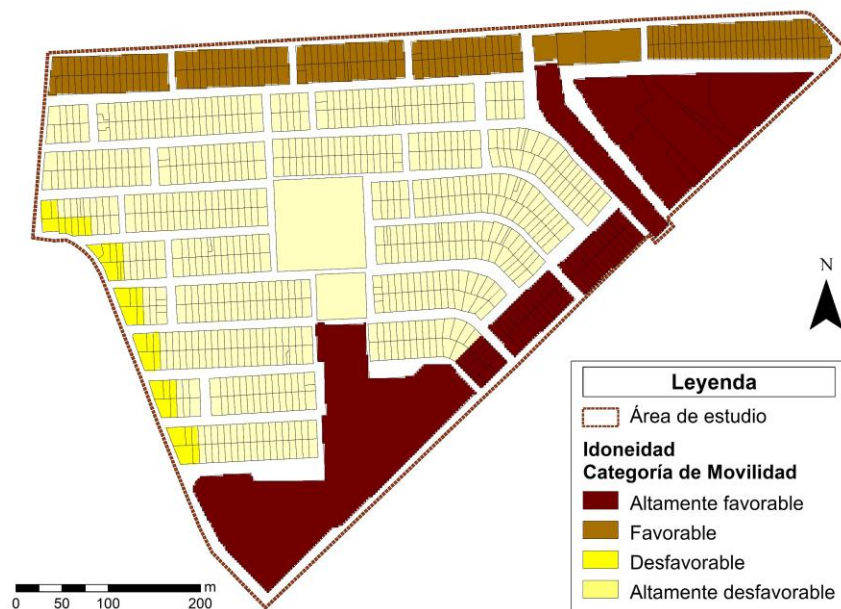 N
Leyenda
Área de estudio
Idoneidad
Categoría de Movilidad
Altamente favorable
Favorable
Desfavorable
Altamente desfavorable
m
0 50 100 200